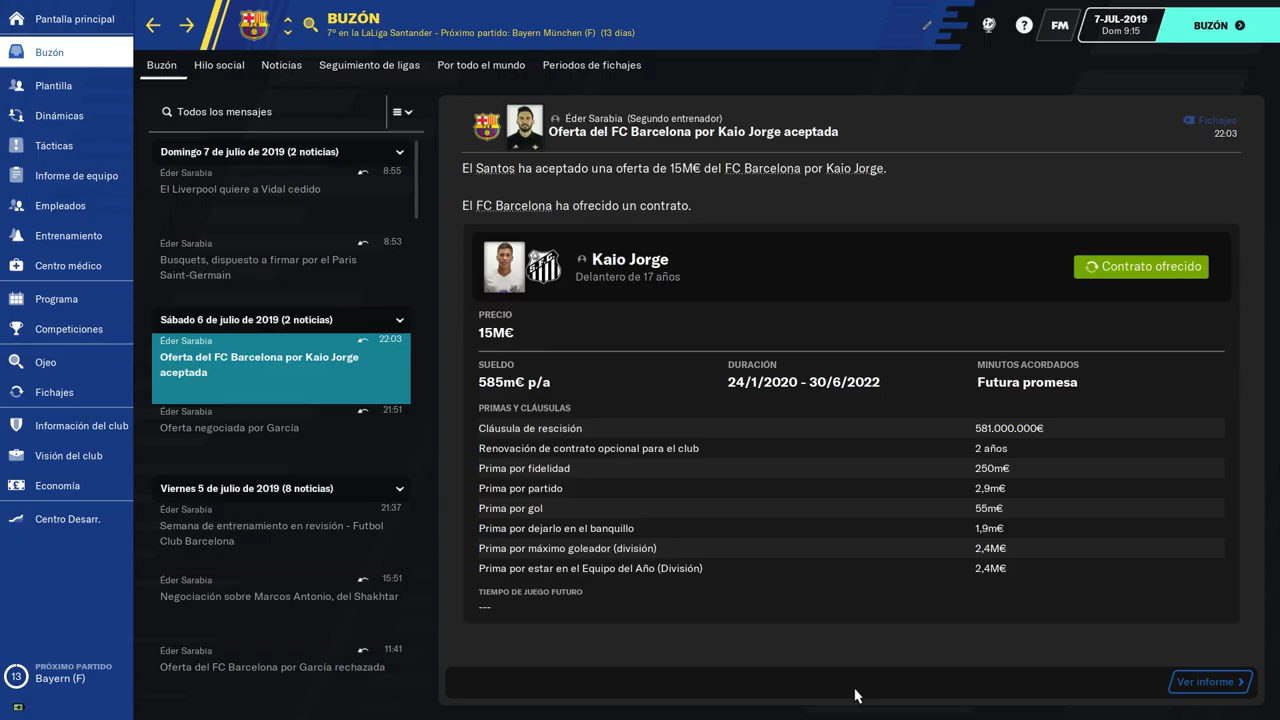 Pantalla principal
Buzón
Plantilla
Dinámicas
Tácticas
Informe de equipo
Empleados
Entrenamiento
Centro médico
Programa
Competiciones
Ojeo
Fichajes
Información del club
Visión del club
Economía
Centro Desarr.
13
PRÓXIMO PARTIDO
Bayern (F)
BUZÓN
7º en la LaLiga Santander - Próximo partido: Bayern München (F) (13 días)
FM
7-JUL-2019
Dom 9:15
BUZÓN
Buzón Hilo social Noticias Seguimiento de ligas Por todo el mundo Periodos de fichajes
Todos los mensajes
Domingo 7 de julio de 2019 (2 noticias)
Éder Sarabia 8:55
El Liverpool quiere a Vidal cedido
Éder Sarabia 8:53
Busquets, dispuesto a firmar por el Paris
Saint-Germain
Sábado 6 de julio de 2019 (2 noticias)
Éder Sarabia 22:03
Oferta del FC Barcelona por Kaio Jorge
aceptada
Éder Sarabia 21:51
Oferta negociada por García
Viernes 5 de julio de 2019 (8 noticias)
Éder Sarabia 21:37
Semana de entrenamiento en revisión - Futbol
Club Barcelona
Éder Sarabia 15:51
Negociación sobre Marcos Antonio, del Shakhtar
Éder Sarabia 11:41
Oferta del FC Barcelona por García rechazada
Éder Sarabia (Segundo entrenador)
Oferta del FC Barcelona por Kaio Jorge aceptada
Fichajes
22:03
El Santos ha aceptado una oferta de 15M€ del FC Barcelona por Kaio Jorge.
El FC Barcelona ha ofrecido un contrato.
Kaio Jorge
Delantero de 17 años
Contrato ofrecido
PRECIO
15M€
SUELDO DURACIÓN MINUTOS ACORDADOS
585m€ p/a 24/1/2020 - 30/6/2022 Futura promesa
PRIMAS Y CLÁUSULAS
Cláusula de rescisión 581.000.000€
Renovación de contrato opcional para el club 2 años
Prima por fidelidad 250m€
Prima por partido 2,9m€
Prima por gol 55m€
Prima por dejarlo en el banquillo 1,9m€
Prima por máximo goleador (división) 2,4M€
Prima por estar en el Equipo del Año (División) 2,4M€
TIEMPO DE JUEGO FUTURO
---
Ver informe